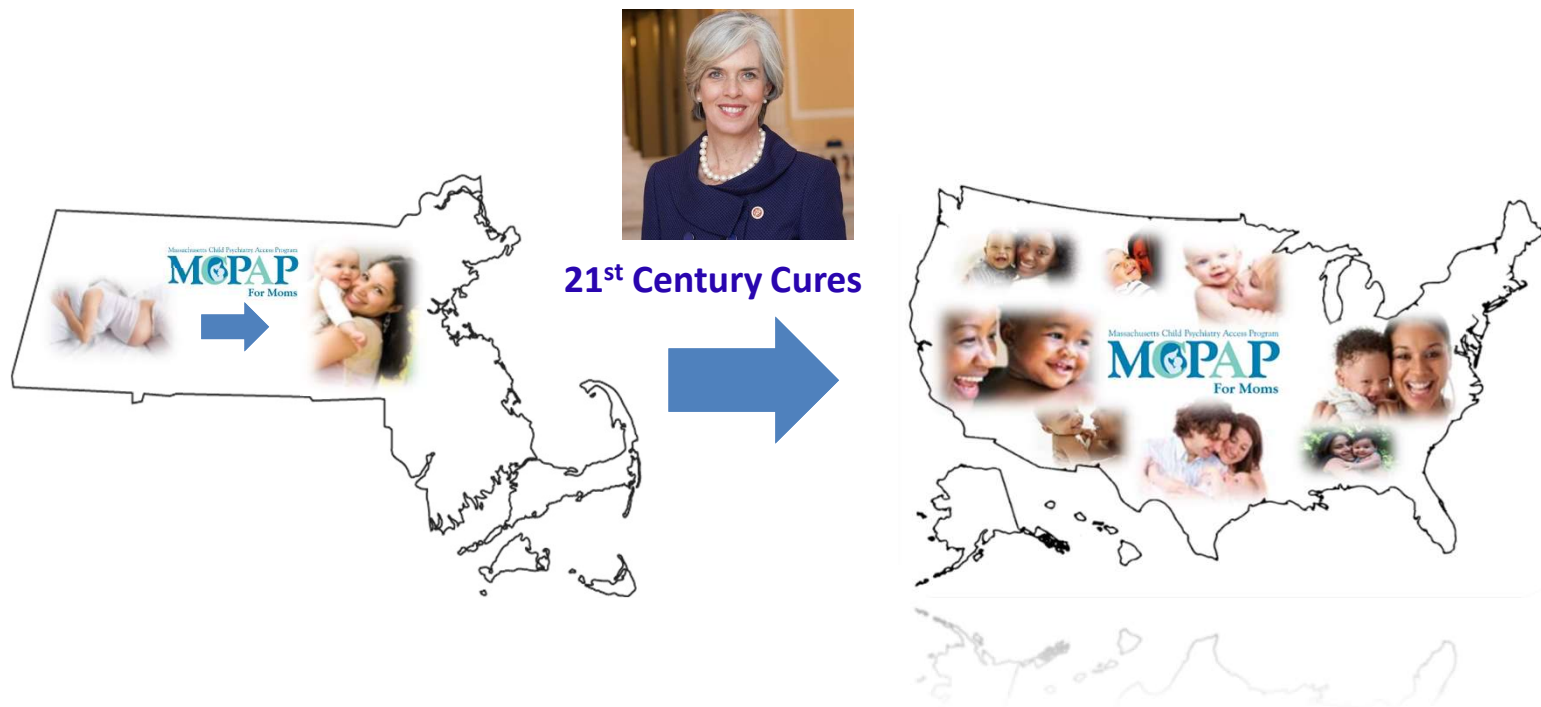 Massachusetts Child Psychiatry Access Program
MCPAP
For Moms
21st Century Cures
Massachusetts Child Psychiatry Access Program
MCPAP
For Moms